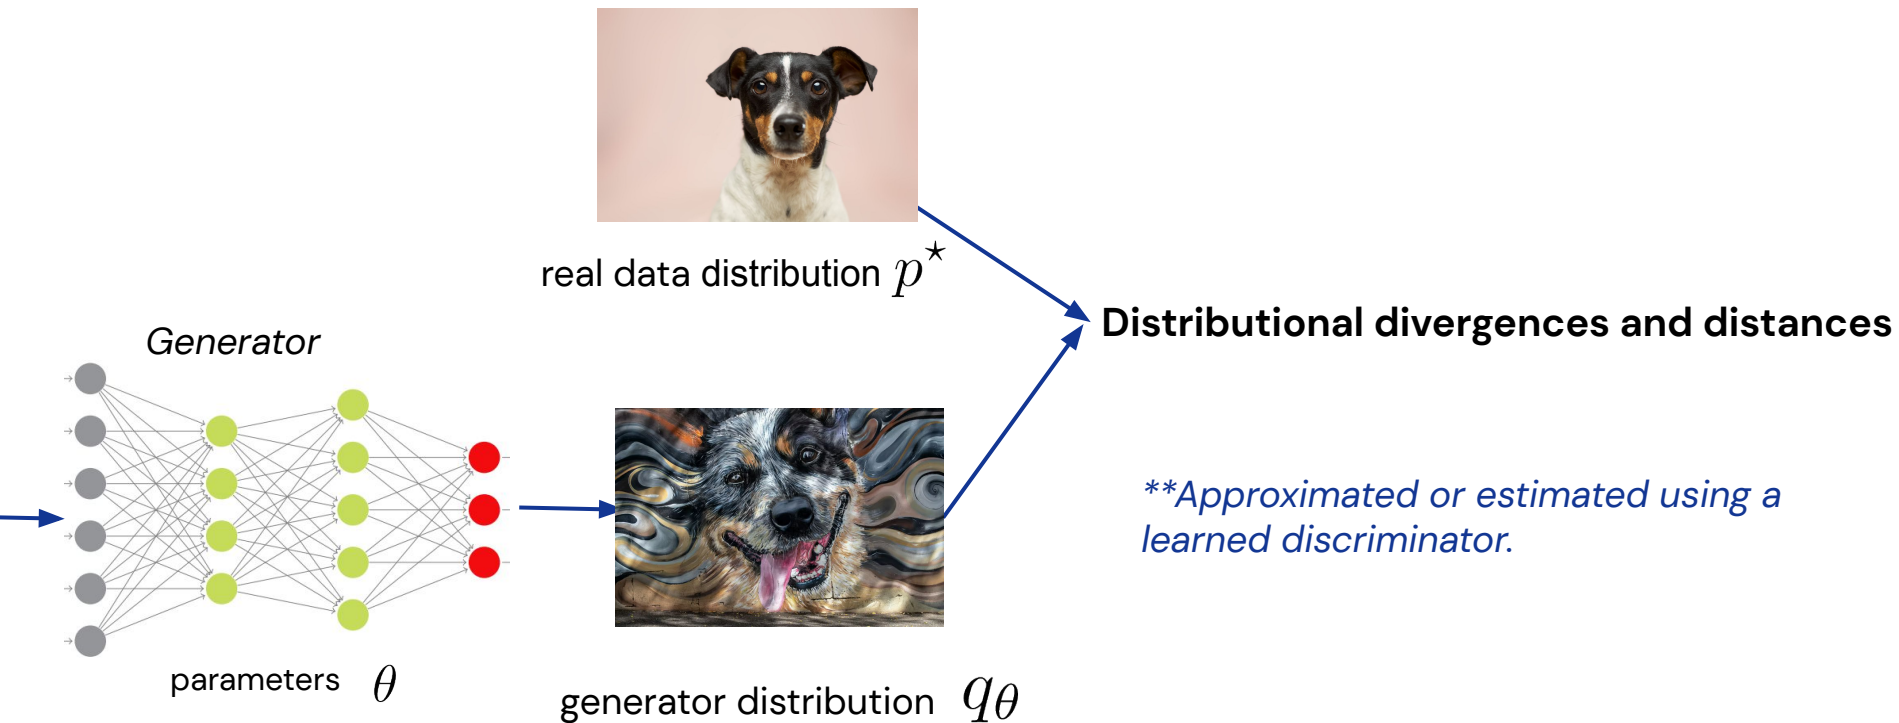 real data distribution p⋆
Distributional divergences and distances
Generator
**Approximated or estimated using a
learned discriminator.
parameters θ
generator distribution qθ